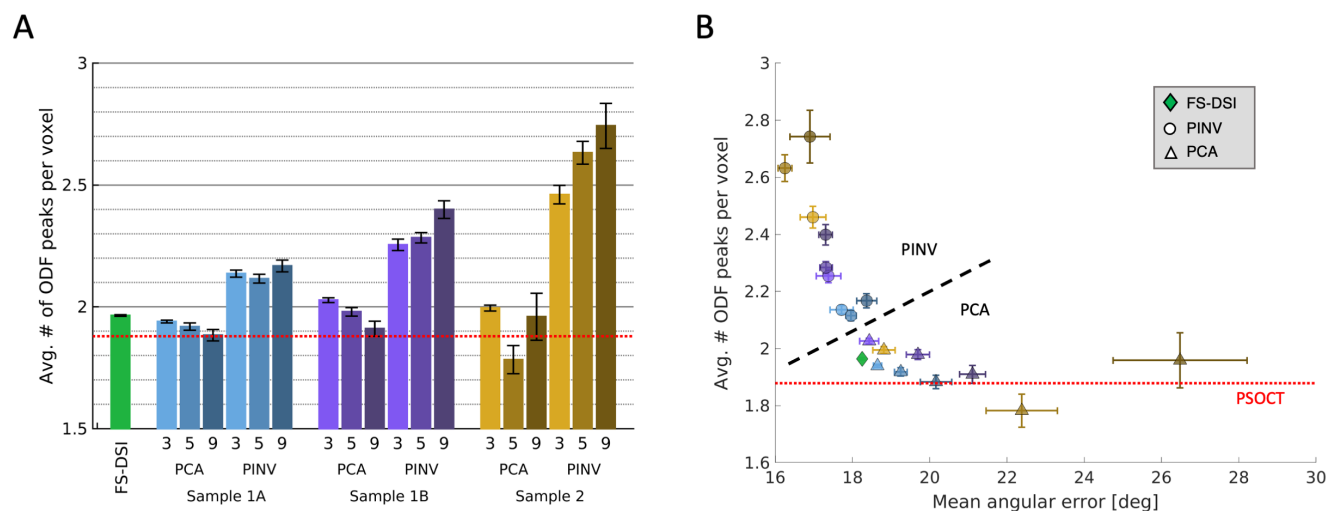 A
Avg. # of ODF peaks per voxel
3
2.5
2
1.5
FS-DSI
3 5 9 3 5 9 3 5 9 3 5 9 3 5 9 3 5 9
PCA PINV PCA PINV PCA PINV
Sample 1A Sample 1B Sample 2
B
Avg. # ODF peaks per voxel
3
2.8
2.6
2.4
2.2
2
1.8
1.6
FS-DSI
PINV
PCA
PINV
PCA
PSOCT
16 18 20 22 24 26 28 30
Mean angular error [deg]